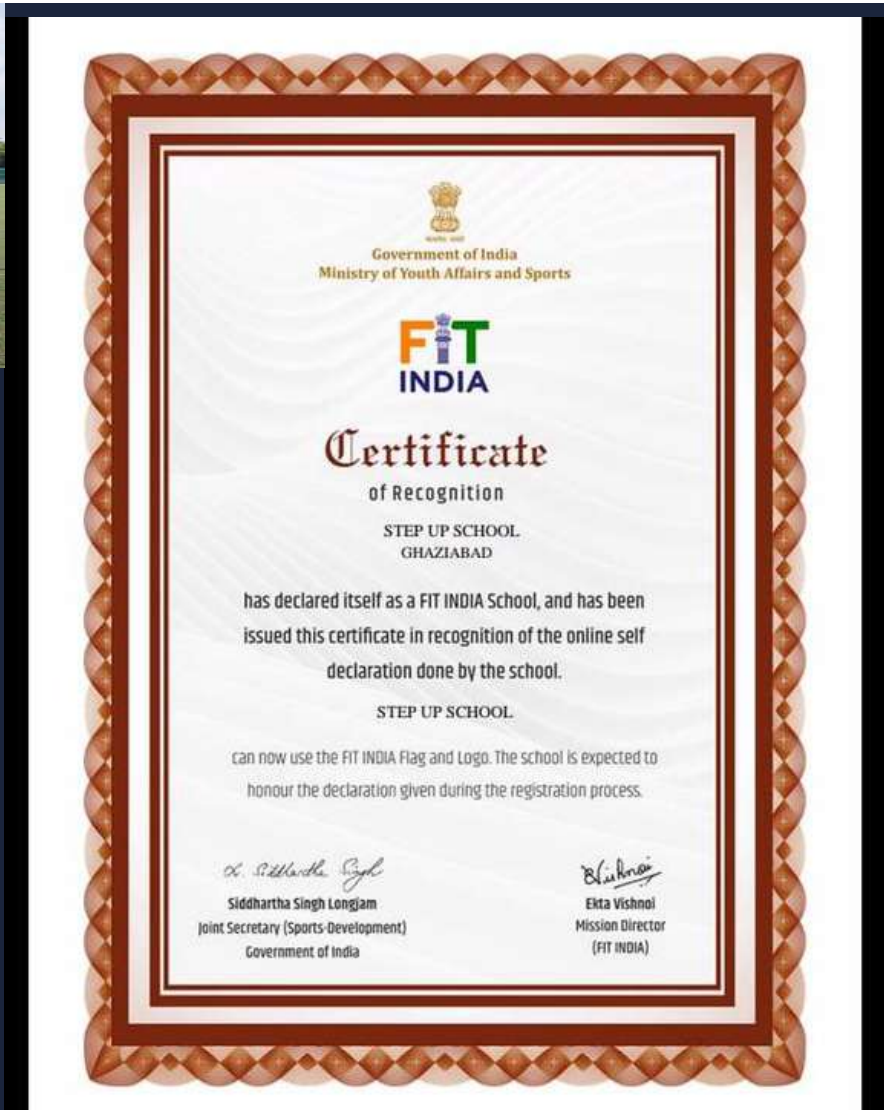 Government of India
Ministry of Youth Affairs and Sports
FIT
INDIA
Certificate
of Recognition
STEP UP SCHOOL
GHAZIABAD
has declared itself as a FIT INDIA School, and has been
issued this certificate in recognition of the online self
declaration done by the school.
STEP UP SCHOOL
can now use the FIT INDIA Flag and Logo. The school is expected to
honour the declaration given during the registration process.
L. Siddhartha Singh
Siddhartha Singh Longjam
Joint Secretary (Sports-Development)
Government of India
Ekta Vishnoi
Mission Director
(FIT INDIA)